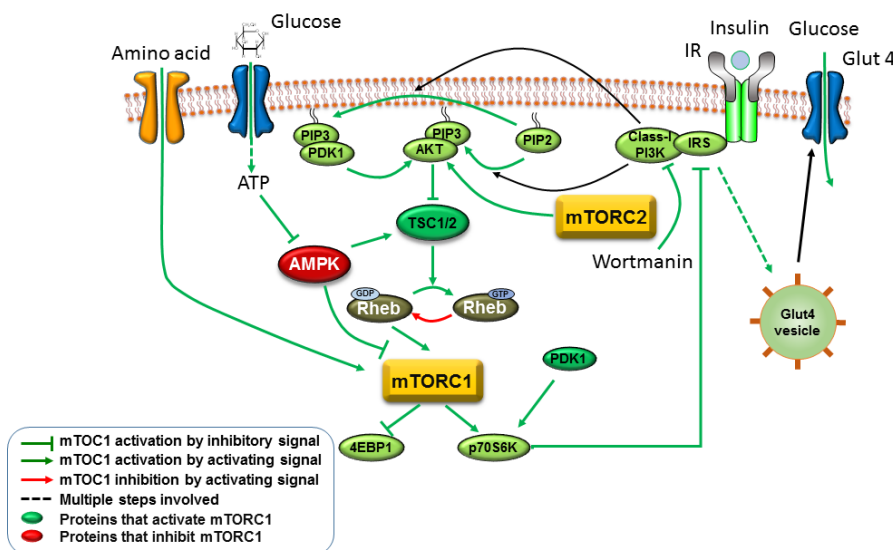 Glucose
Insulin
Glucose
Amino acid
IR
Glut 4
PIP3
PDK1
PIP3
AKT
PIP2
Class-I
PI3K
IRS
ATP
mTORC2
TSC1/2
Wortmanin
AMPK
GDP
Rheb
GTP
Rheb
Glut4
vesicle
PDK1
mTORC1
4EBP1
p70S6K
mTOC1 activation by inhibitory signal
mTOC1 activation by activating signal
mTOC1 inhibition by activating signal
Multiple steps involved
Proteins that activate mTORC1
Proteins that inhibit mTORC1